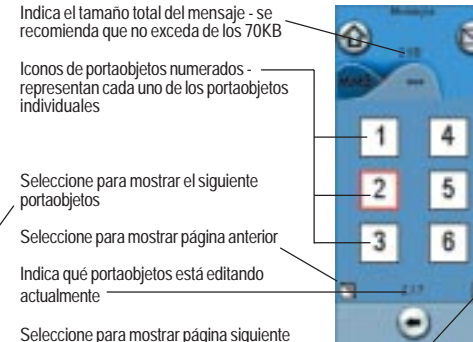 Indica el tamaño total del mensaje - se
recomienda que no exceda de los 70KB
Iconos de portaobjetos numerados -
representan cada uno de los portaobjetos
individuales
Seleccione para mostrar el siguiente
portaobjetos
Seleccione para mostrar página anterior
Indica qué portaobjetos está editando
actualmente
Seleccione para mostrar página siguiente
1
4
2
5
3
6